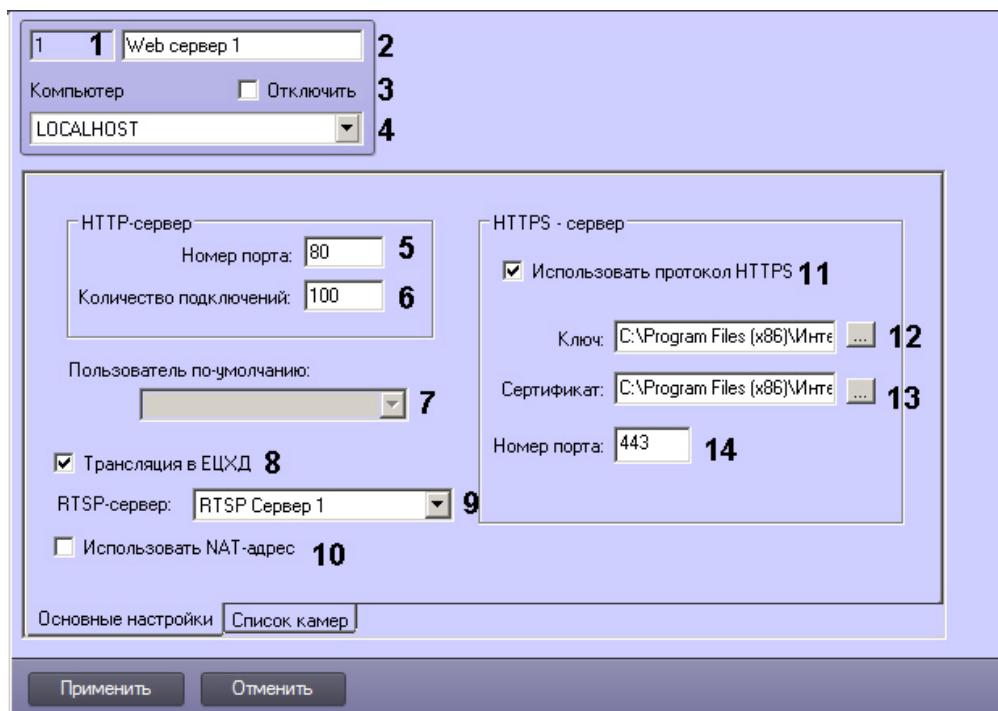 1 1 Web сервер 1 2
Компьютер Отключить 3
LOCALHOST 4
HTTP-сервер
Номер порта: 80 5
Количество подключений: 100 6
Пользователь по-умолчанию:
7
Трансляция в ЕЦХД 8
RTSP-сервер: RTSP Сервер 1 9
Использовать NAT-адрес 10
HTTPS - сервер
Использовать протокол HTTPS 11
Ключ: C:\Program Files (x86)\Инте ... 12
Сертификат: C:\Program Files (x86)\Инте ... 13
Номер порта: 443 14
Основные настройки Список камер
Применить Отменить